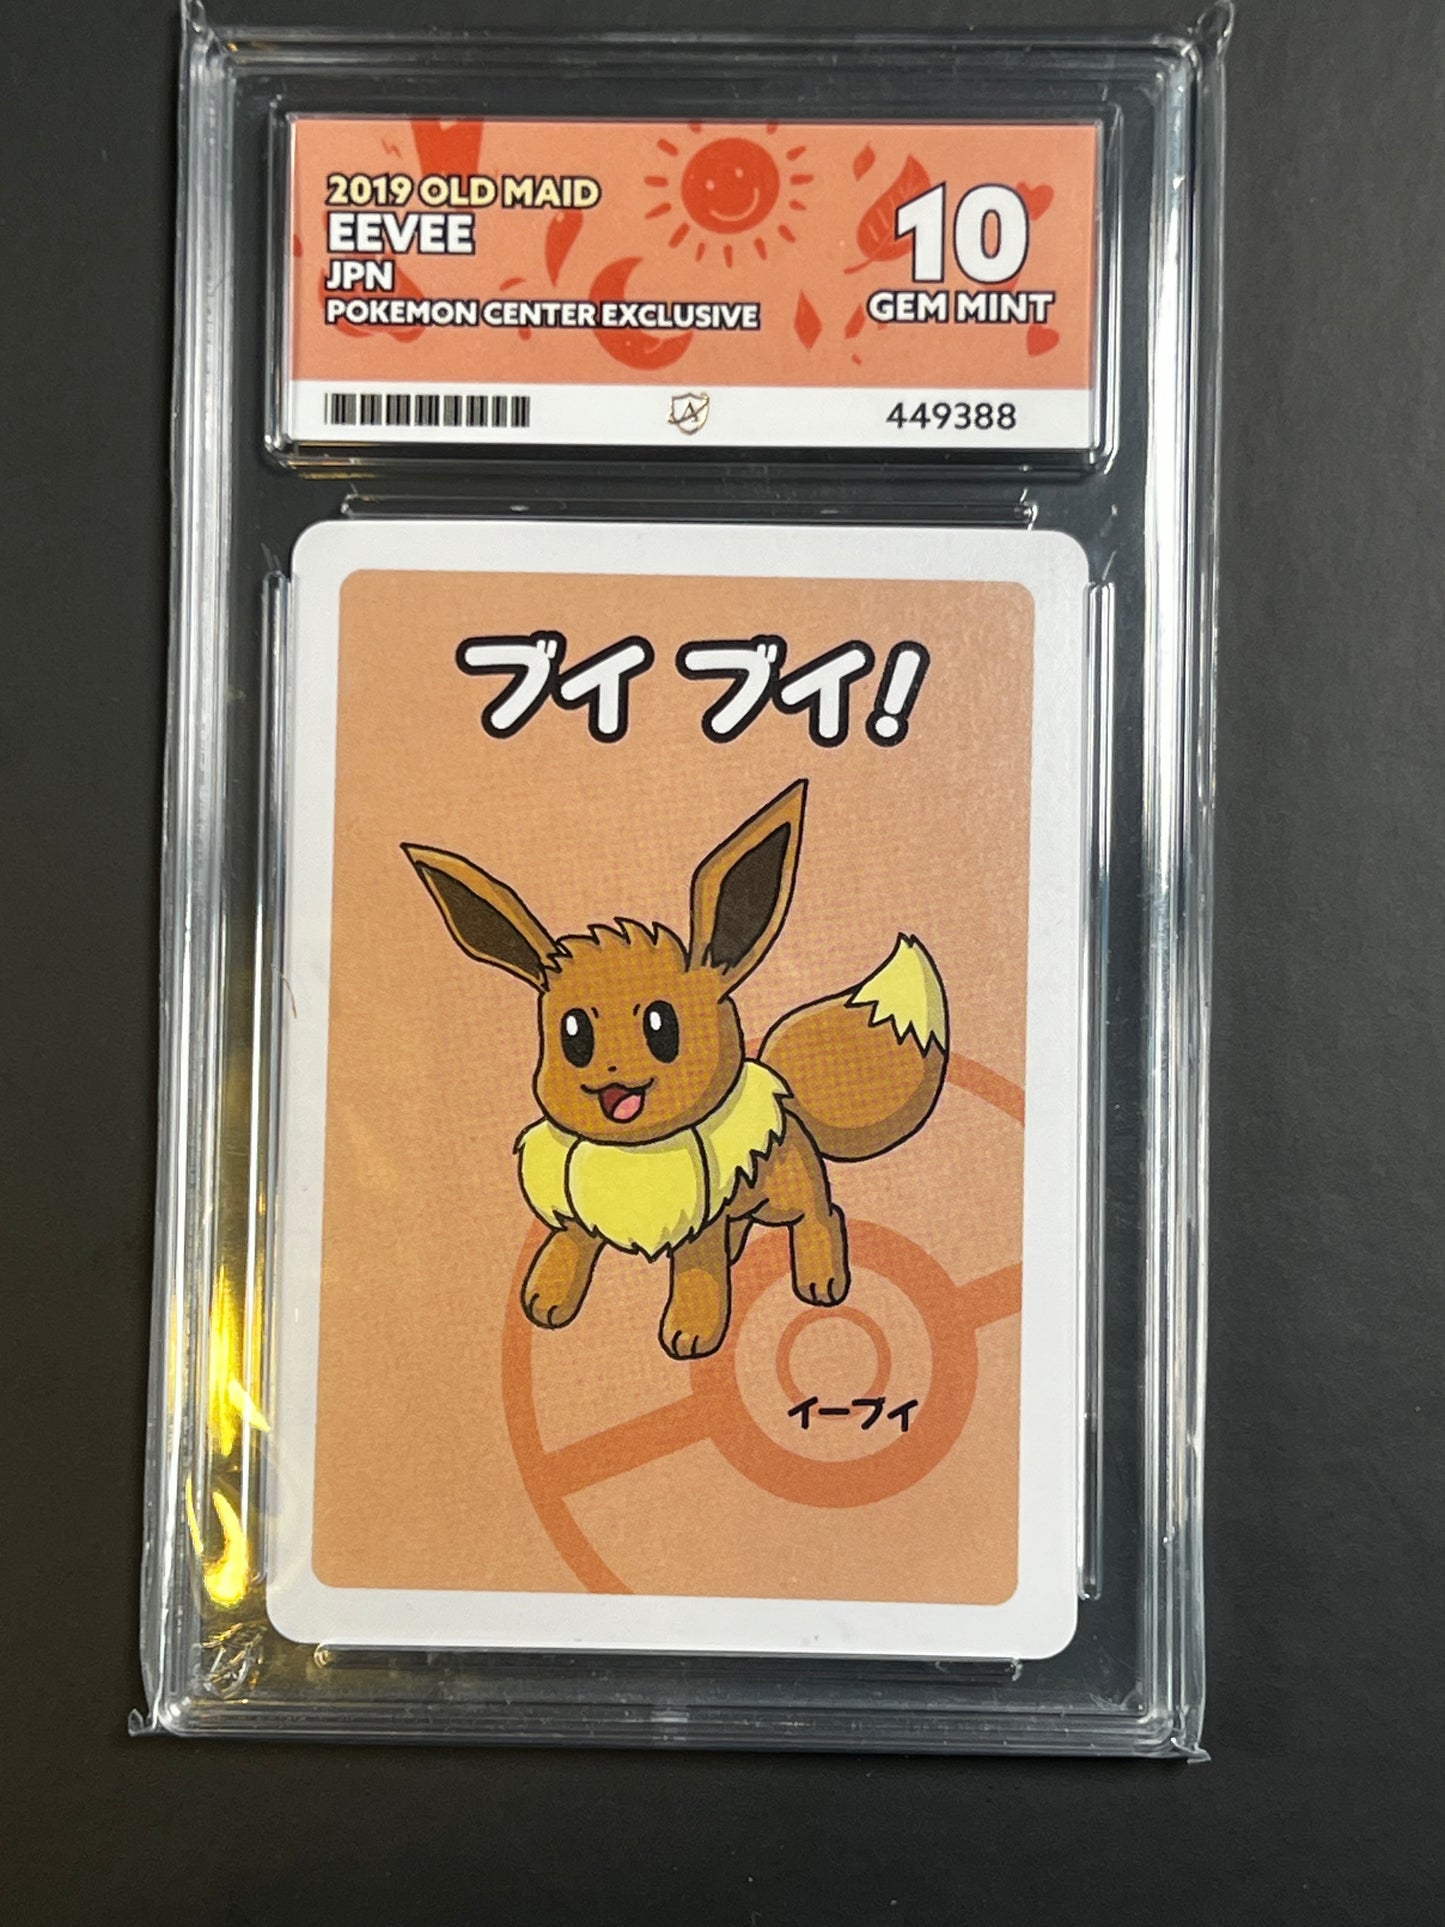 2019 OLD MAID
EEVEE
JPN
POKEMON CENTER EXCLUSIVE
10
GEM MINT
449388
ブイ ブイ!
イーブイ